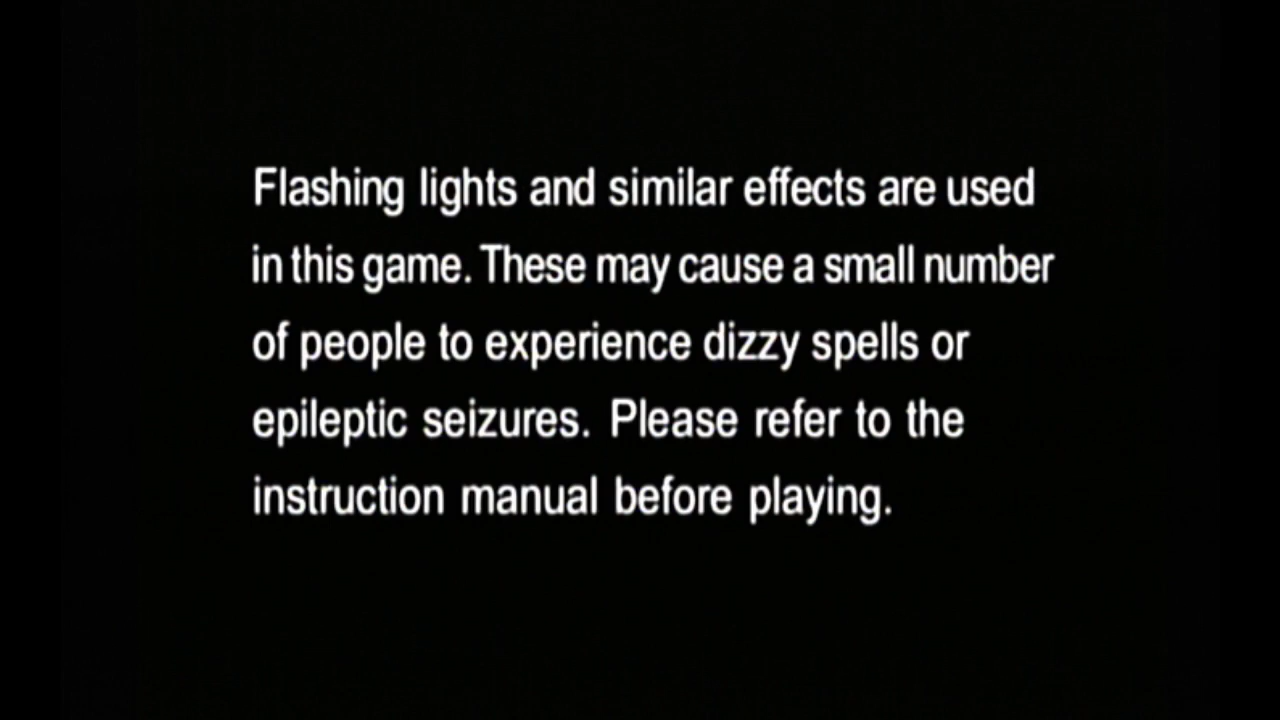 Flashing lights and similar effects are used
in this game. These may cause a small number
of people to experience dizzy spells or
epileptic seizures. Please refer to the
instruction manual before playing.